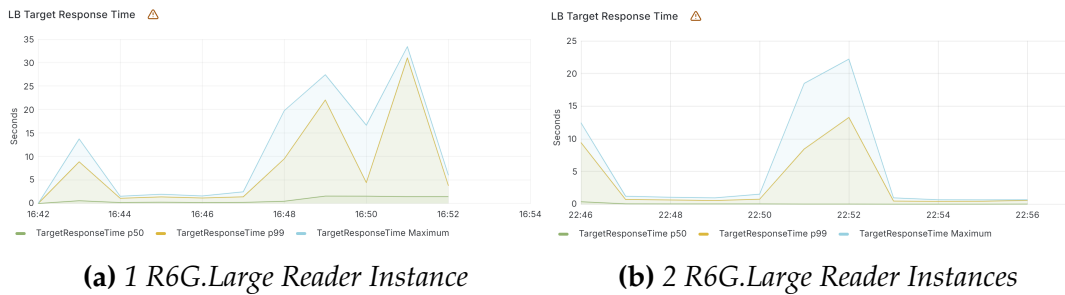 LB Target Response Time
35
30
25
20
15
10
5
0
Seconds
16:42
16:44
16:46
16:48
16:50
16:52
16:54
TargetResponseTime p50
TargetResponseTime p99
TargetResponseTime Maximum
(a) 1 R6G.Large Reader Instance
LB Target Response Time
25
20
15
10
5
0
Seconds
22:46
22:48
22:50
22:52
22:54
22:56
TargetResponseTime p50
TargetResponseTime p99
TargetResponseTime Maximum
(b) 2 R6G.Large Reader Instances